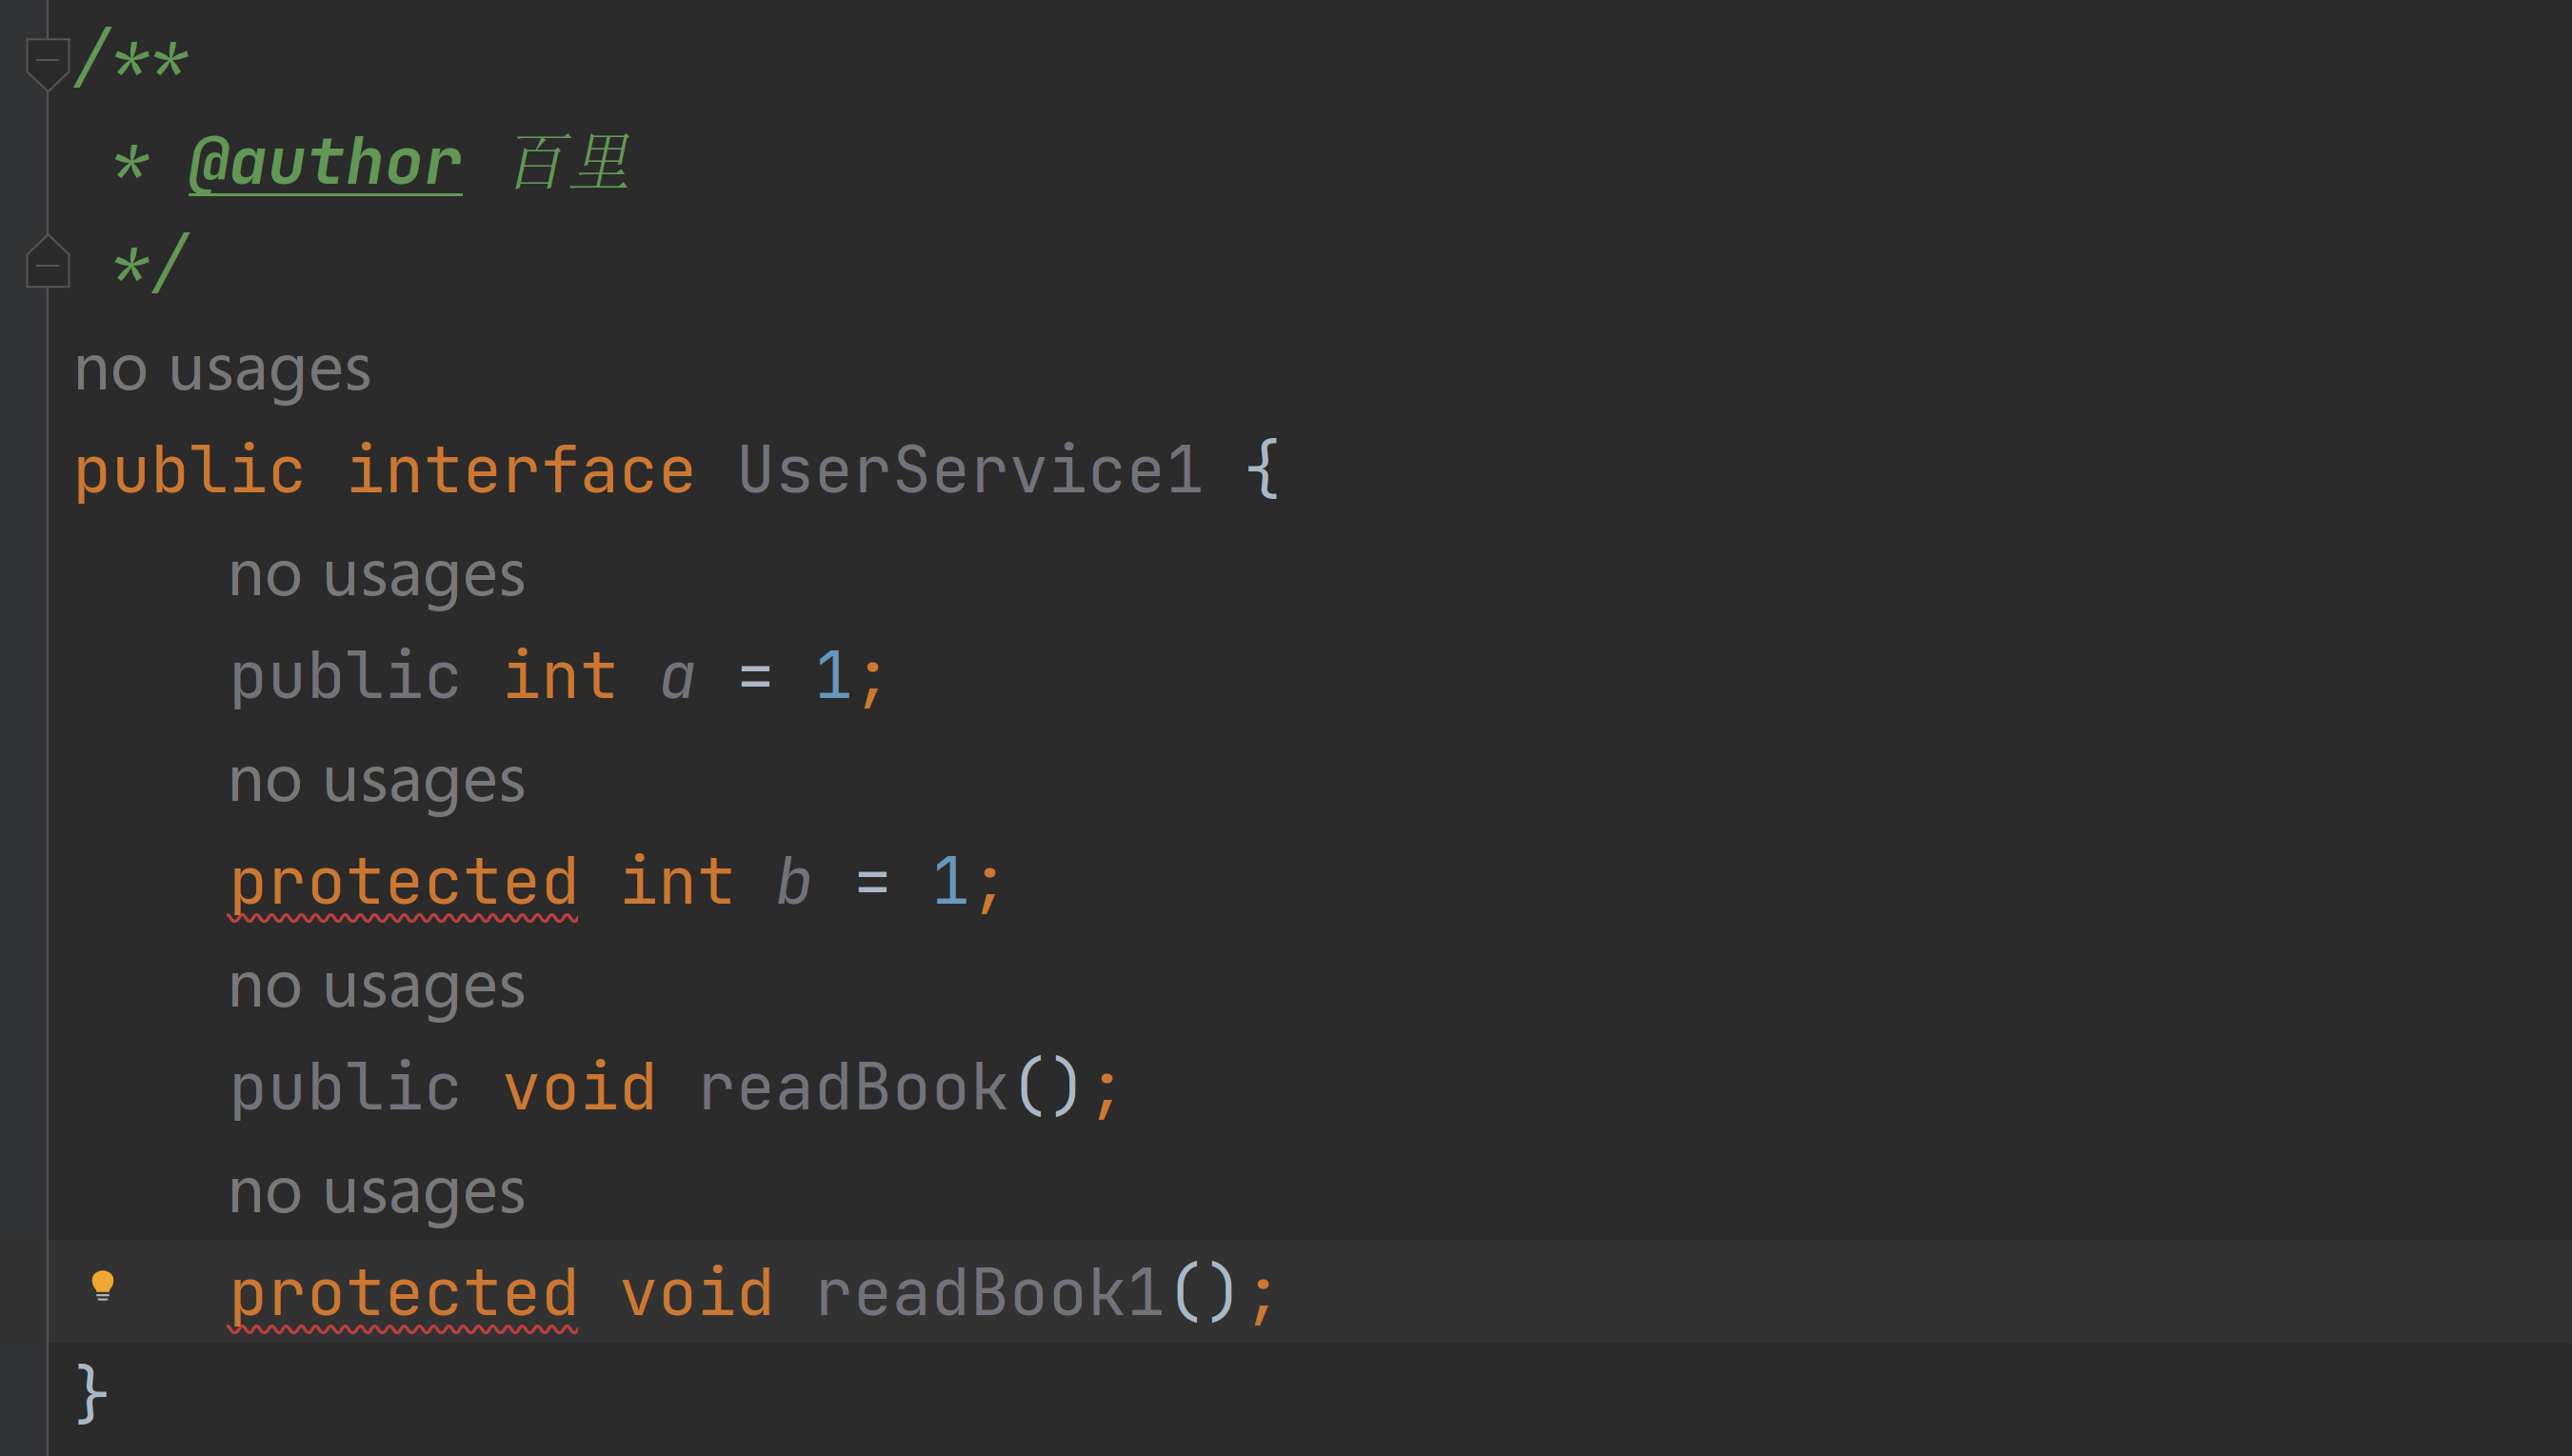 /**
 * @author 百里
 */
no usages
public interface UserService1 {
    no usages
    public int a = 1;
    no usages
    protected int b = 1;
    no usages
    public void readBook();
    no usages
    protected void readBook1();
}